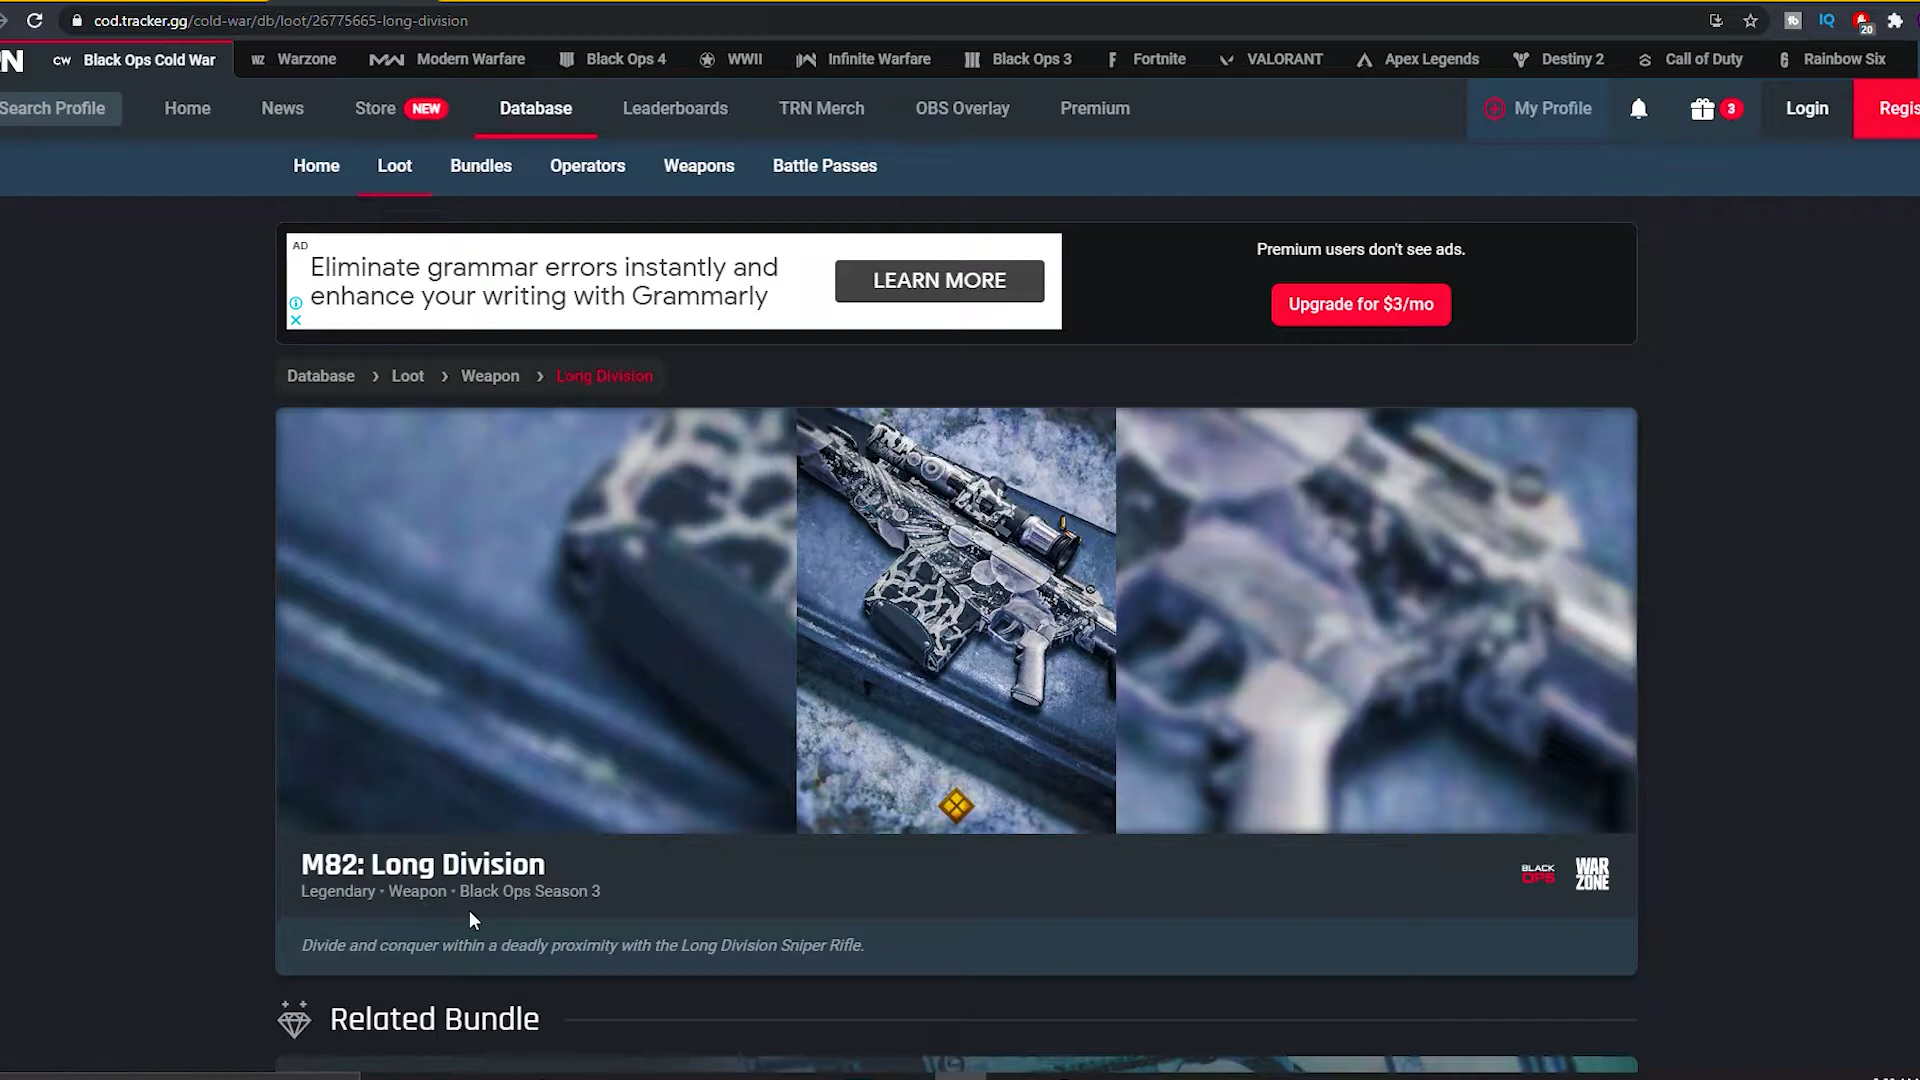 cod.tracker.gg/cold-war/db/loot/26775665-long-division
IQ
20
CW Black Ops Cold War
WZ Warzone
Modern Warfare
Black Ops 4
WWII
Infinite Warfare
Black Ops 3
Fortnite
VALORANT
Apex Legends
Destiny 2
Call of Duty
Rainbow Six
Search Profile
Home
News
Store NEW
Database
Leaderboards
TRN Merch
OBS Overlay
Premium
My Profile
3
Login
Regis
Home
Loot
Bundles
Operators
Weapons
Battle Passes
AD
Eliminate grammar errors instantly and
enhance your writing with Grammarly
LEARN MORE
Premium users don't see ads.
Upgrade for $3/mo
Database › Loot › Weapon › Long Division
M82: Long Division
Legendary • Weapon • Black Ops Season 3
BLACK
OPS
WAR
ZONE
Divide and conquer within a deadly proximity with the Long Division Sniper Rifle.
Related Bundle